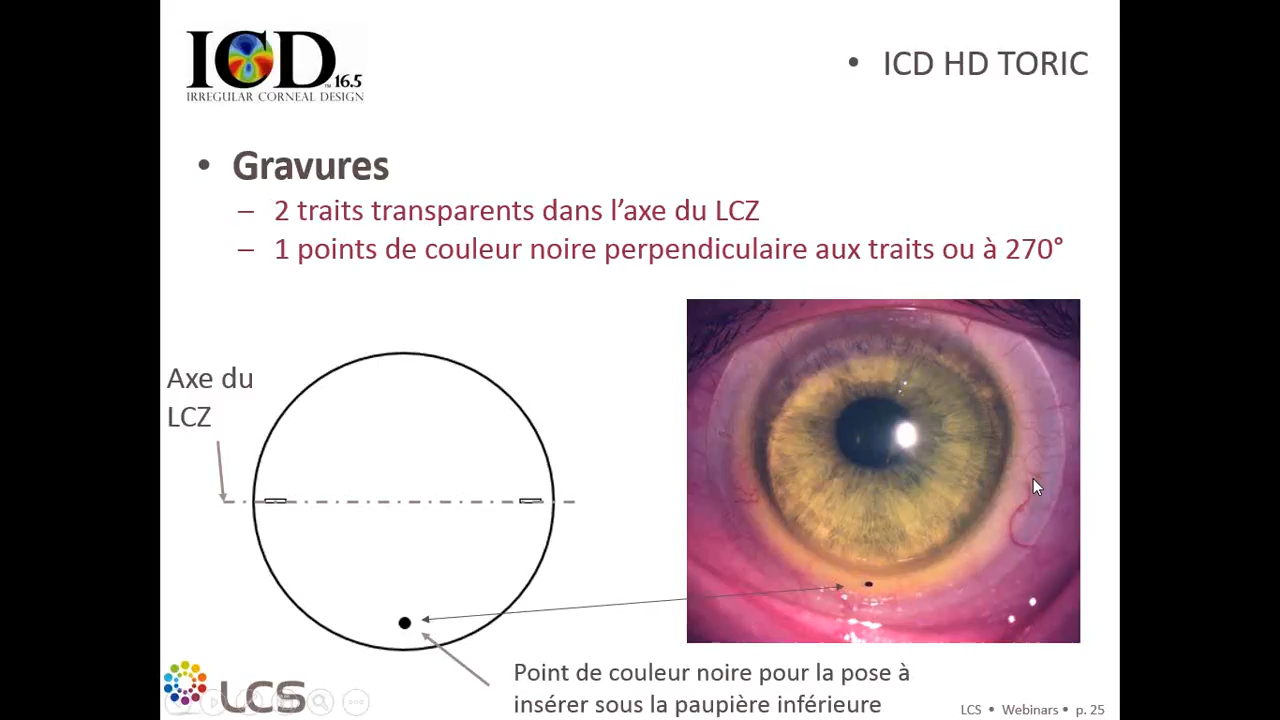 ICD 16.5
IRREGULAR CORNEAL DESIGN
• ICD HD TORIC
• Gravures
– 2 traits transparents dans l’axe du LCZ
– 1 points de couleur noire perpendiculaire aux traits ou à 270°
Axe du
LCZ
Point de couleur noire pour la pose à
insérer sous la paupière inférieure
LCS
LCS • Webinars • p. 25